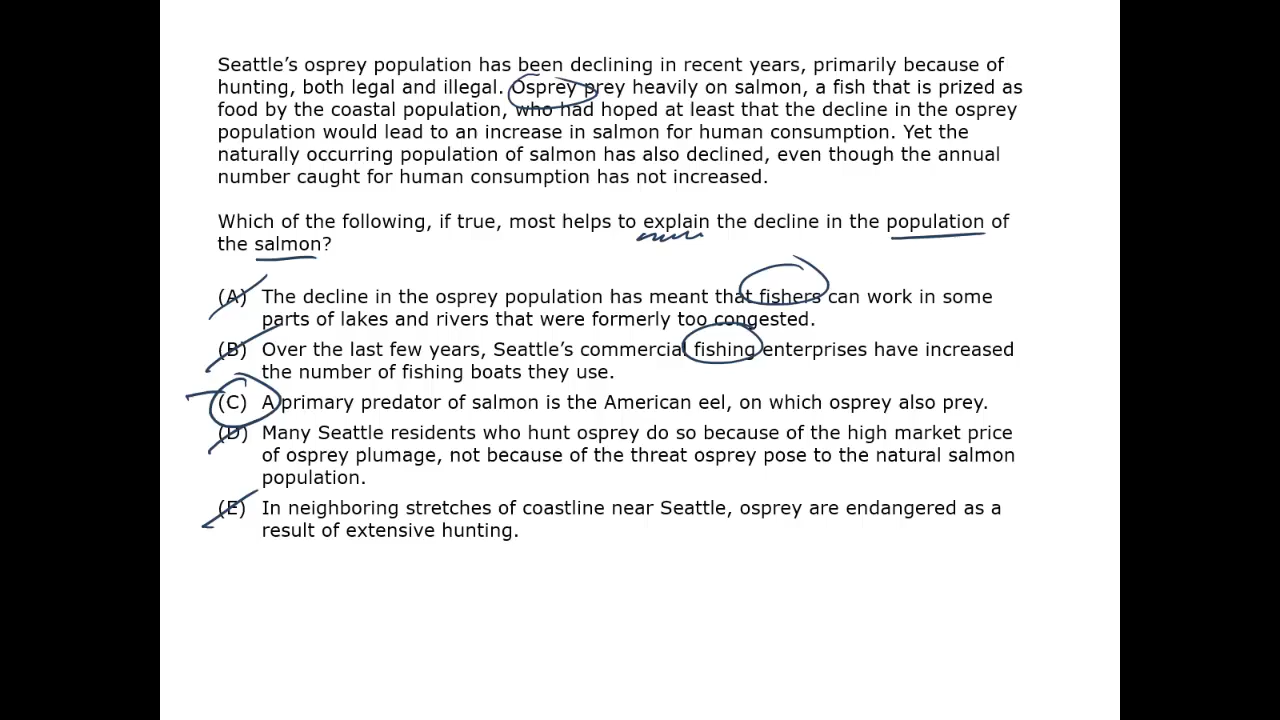 Seattle’s osprey population has been declining in recent years, primarily because of
hunting, both legal and illegal. Osprey prey heavily on salmon, a fish that is prized as
food by the coastal population, who had hoped at least that the decline in the osprey
population would lead to an increase in salmon for human consumption. Yet the
naturally occurring population of salmon has also declined, even though the annual
number caught for human consumption has not increased.
Which of the following, if true, most helps to explain the decline in the population of
the salmon?
(A) The decline in the osprey population has meant that fishers can work in some
parts of lakes and rivers that were formerly too congested.
(B) Over the last few years, Seattle’s commercial fishing enterprises have increased
the number of fishing boats they use.
(C) A primary predator of salmon is the American eel, on which osprey also prey.
(D) Many Seattle residents who hunt osprey do so because of the high market price
of osprey plumage, not because of the threat osprey pose to the natural salmon
population.
(E) In neighboring stretches of coastline near Seattle, osprey are endangered as a
result of extensive hunting.